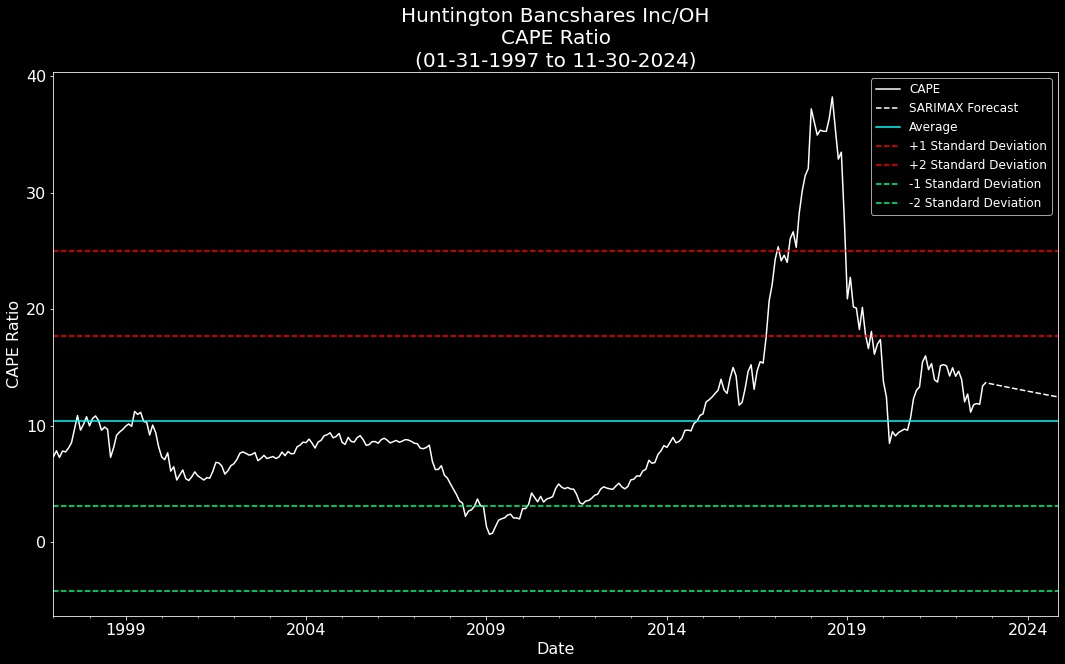 Huntington Bancshares Inc/OH
CAPE Ratio
(01-31-1997 to 11-30-2024)
CAPE
SARIMAX Forecast
Average
+1 Standard Deviation
+2 Standard Deviation
-1 Standard Deviation
-2 Standard Deviation
CAPE Ratio
40
30
20
10
0
1999 2004 2009 2014 2019 2024
Date